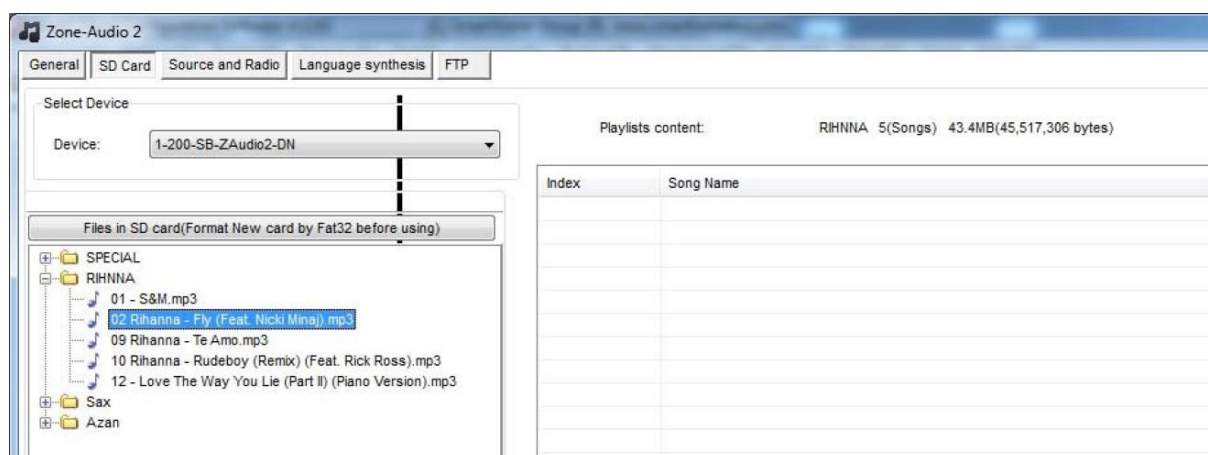 Zone-Audio 2
General SD Card Source and Radio Language synthesis FTP
Select Device
Device: 1-200-SB-ZAudio2-DN
Playlists content: RIHNNA 5(Songs) 43.4MB(45,517,306 bytes)
Index Song Name
Files in SD card(Format New card by Fat32 before using)
SPECIAL
RIHNNA
01 - S&M.mp3
02 Rihanna - Fly (Feat. Nicki Minaj).mp3
09 Rihanna - Te Amo.mp3
10 Rihanna - Rudeboy (Remix) (Feat. Rick Ross).mp3
12 - Love The Way You Lie (Part II) (Piano Version).mp3
Sax
Azan